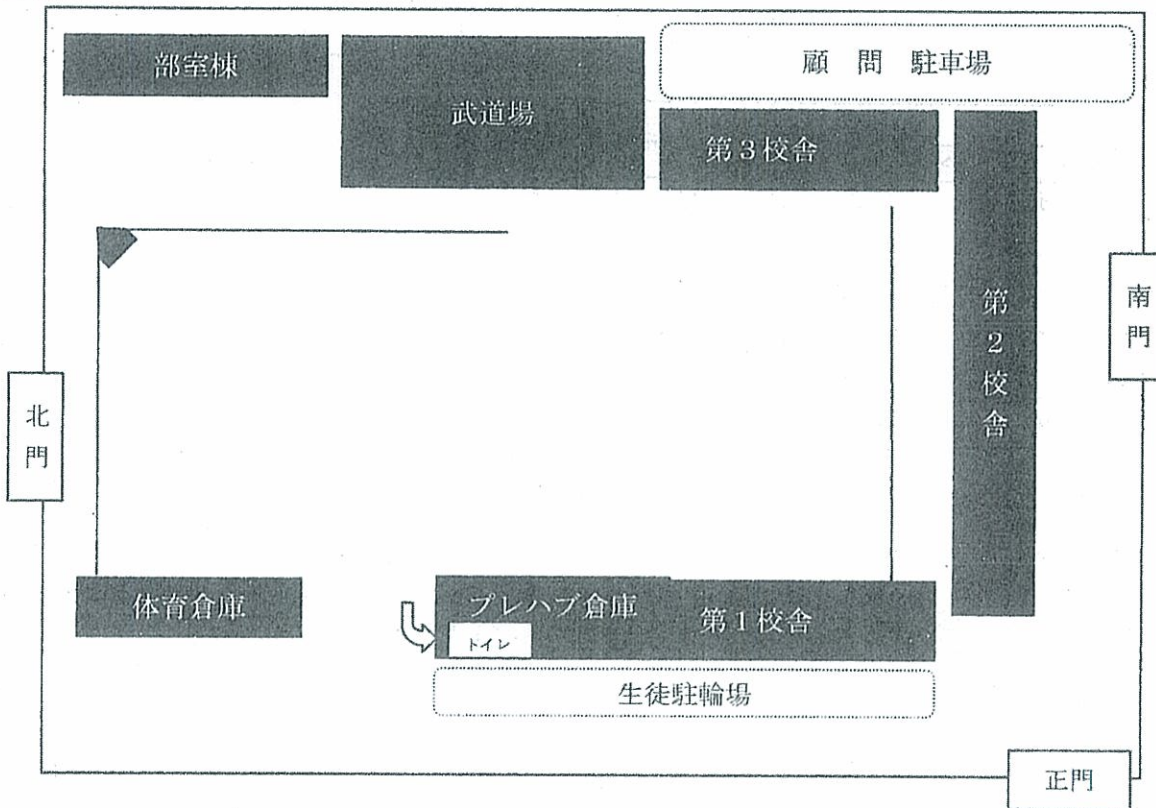 部室棟
武道場
顧問 駐車場
第3校舎
第2校舎
南門
北門
体育倉庫
プレハブ倉庫
トイレ
第1校舎
生徒駐輪場
正門